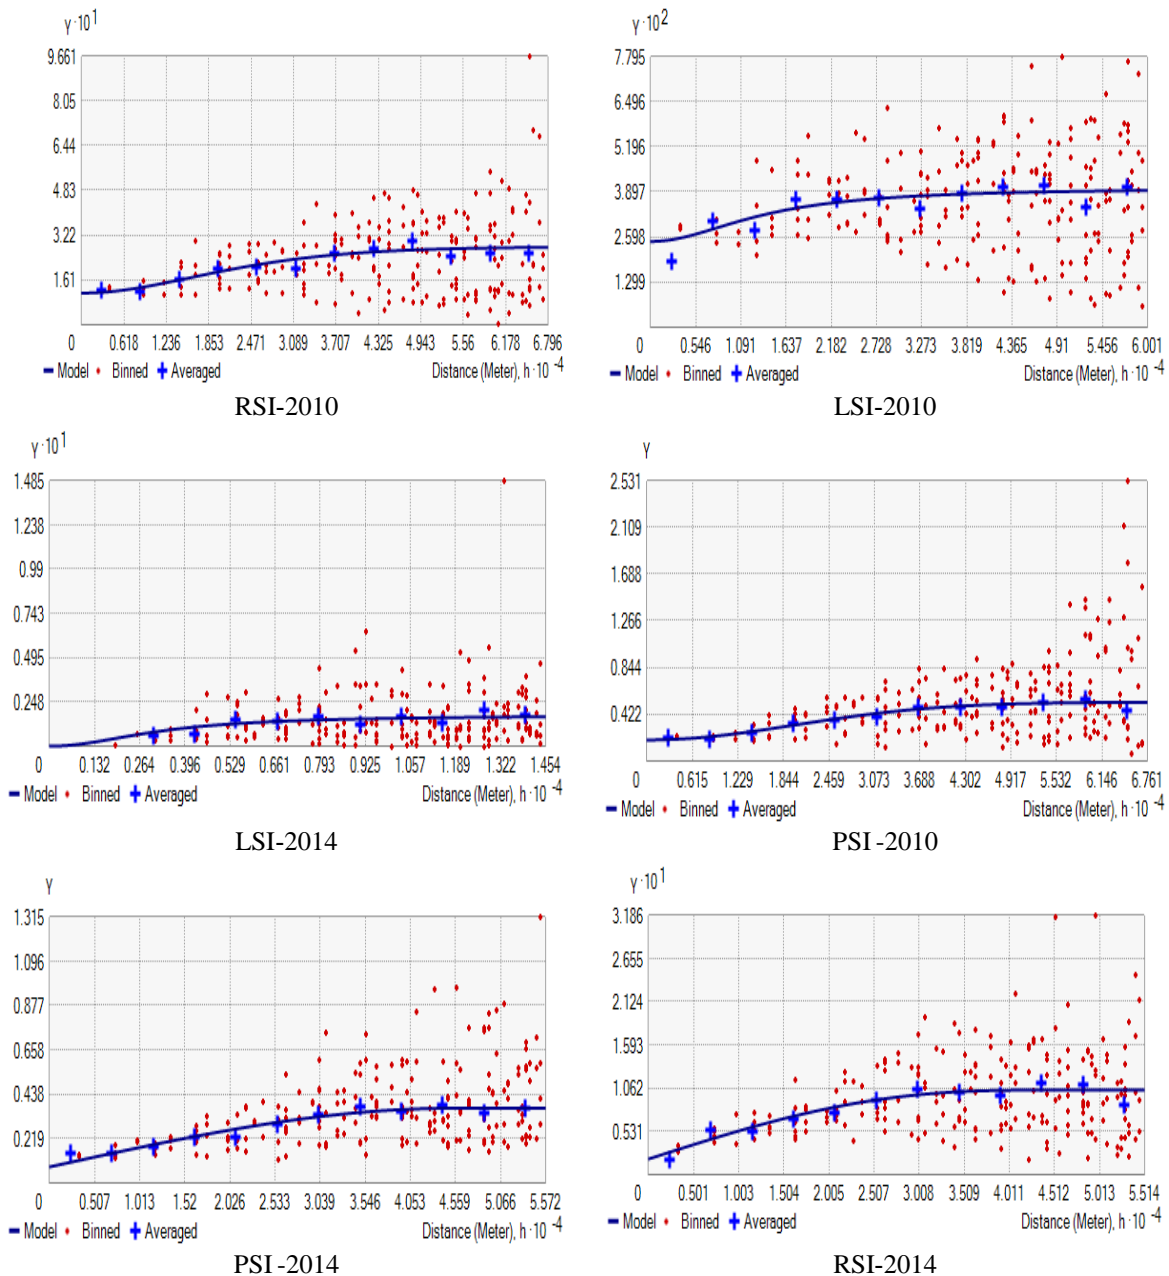 γ·10 1
9.661
8.05
6.44
4.83
3.22
1.61
0 0.618 1.236 1.853 2.471 3.089 3.707 4.325 4.943 5.56 6.178 6.796
Model Binned Averaged Distance (Meter), h·10 -4
RSI-2010
γ·10 2
7.795
6.496
5.196
3.897
2.598
1.299
0 0.546 1.091 1.637 2.182 2.728 3.273 3.819 4.365 4.91 5.456 6.001
Model Binned Averaged Distance (Meter), h·10 -4
LSI-2010
γ·10 1
1.485
1.238
0.99
0.743
0.495
0.248
0 0.132 0.264 0.396 0.529 0.661 0.793 0.925 1.057 1.189 1.322 1.454
Model Binned Averaged Distance (Meter), h·10 -4
LSI-2014
γ
2.531
2.109
1.688
1.266
0.844
0.422
0 0.615 1.229 1.844 2.459 3.073 3.688 4.302 4.917 5.532 6.146 6.761
Model Binned Averaged Distance (Meter), h·10 -4
PSI -2010
γ
1.315
1.096
0.877
0.658
0.438
0.219
0 0.507 1.013 1.52 2.026 2.533 3.039 3.546 4.053 4.559 5.066 5.572
Model Binned Averaged Distance (Meter), h·10 -4
PSI -2014
γ·10 1
3.186
2.655
2.124
1.593
1.062
0.531
0 0.501 1.003 1.504 2.005 2.507 3.008 3.509 4.011 4.512 5.013 5.514
Model Binned Averaged Distance (Meter), h·10 -4
RSI-2014